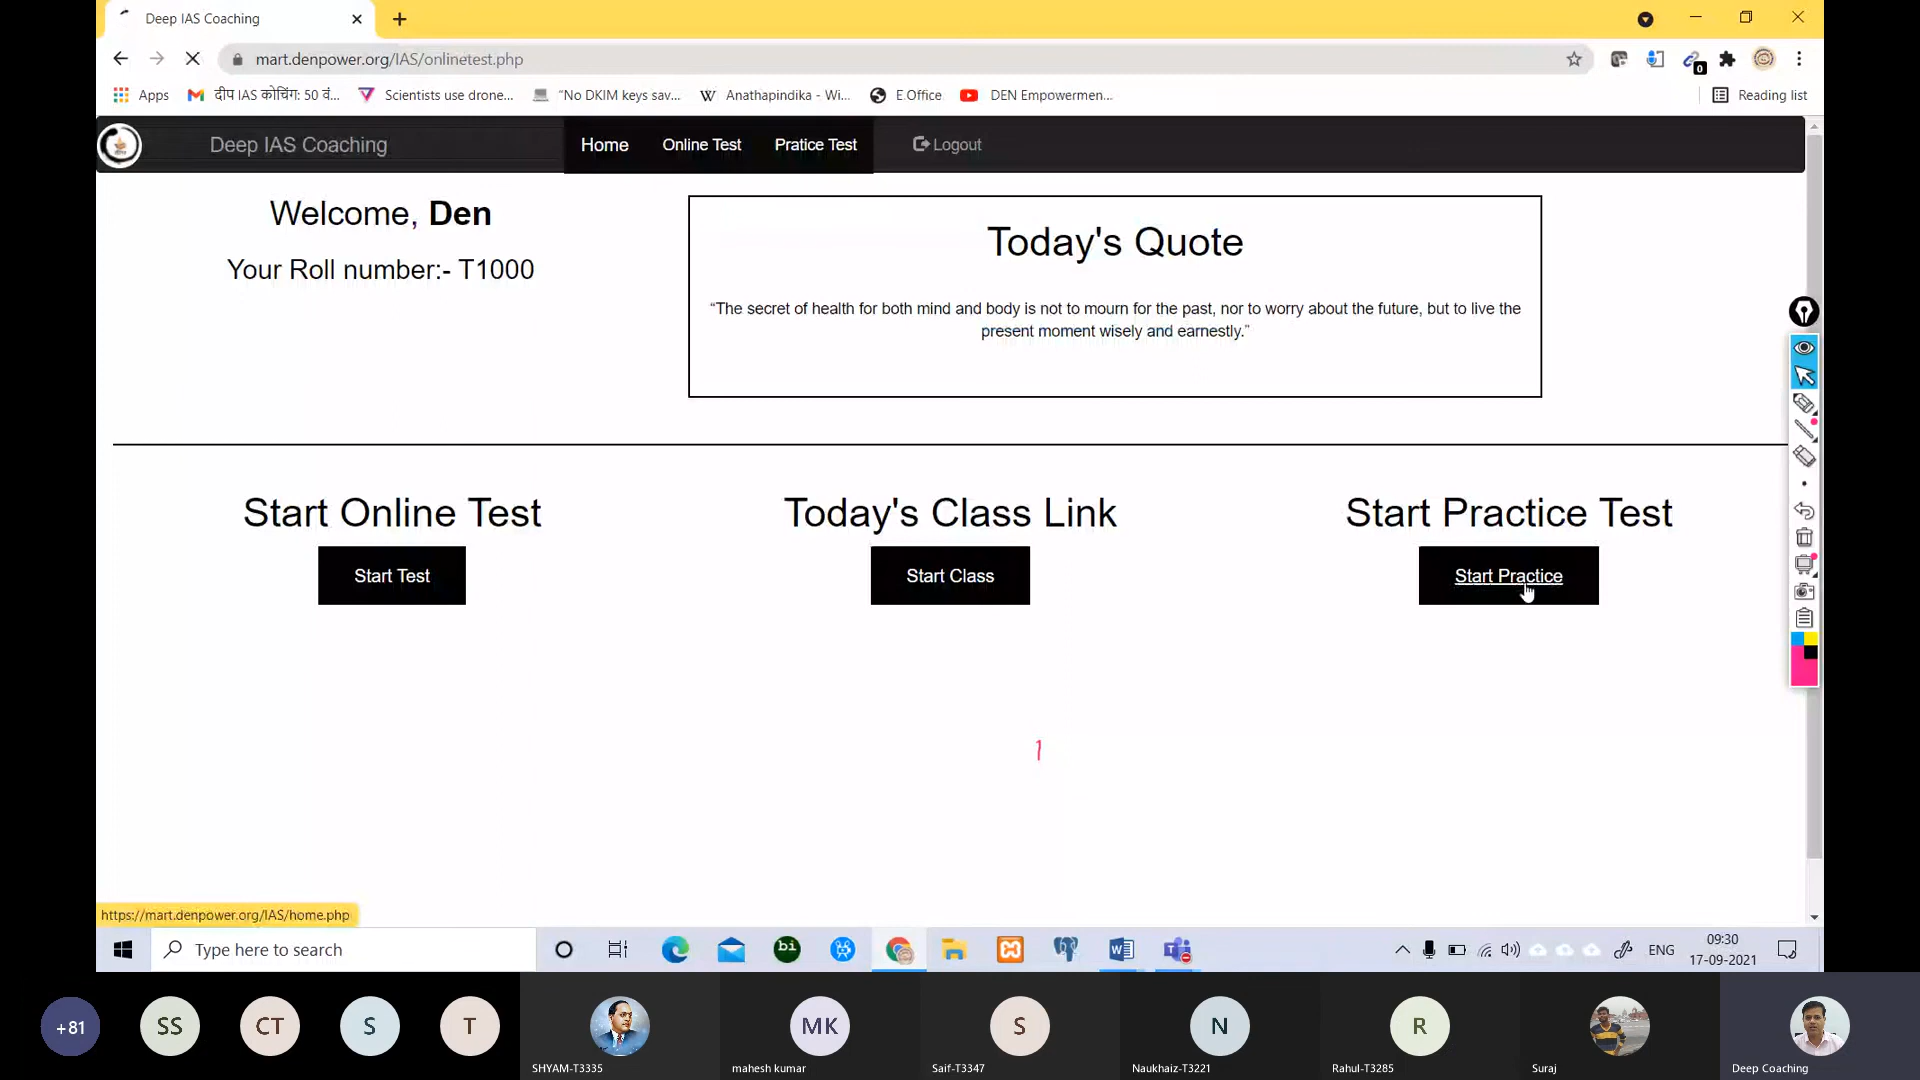 Deep IAS Coaching
mart.denpower.org/IAS/onlinetest.php
0
Apps
दीप IAS कोचिंग: 50 वं...
Scientists use drone...
"No DKIM keys sav...
W Anathapindika - Wi...
E.Office
DEN Empowermen...
Reading list
Deep IAS Coaching
Home
Online Test
Pratice Test
Logout
Welcome, Den
Your Roll number:- T1000
Today's Quote
“The secret of health for both mind and body is not to mourn for the past, nor to worry about the future, but to live the
present moment wisely and earnestly.”
Start Online Test
Today's Class Link
Start Practice Test
Start Test
Start Class
Start Practice
1
https://mart.denpower.org/IAS/home.php
Type here to search
bi
ENG
09:30
17-09-2021
+81
SS
CT
S
T
MK
S
N
R
SHYAM-T3335
mahesh kumar
Saif-T3347
Naukhaiz-T3221
Rahul-T3285
Suraj
Deep Coaching